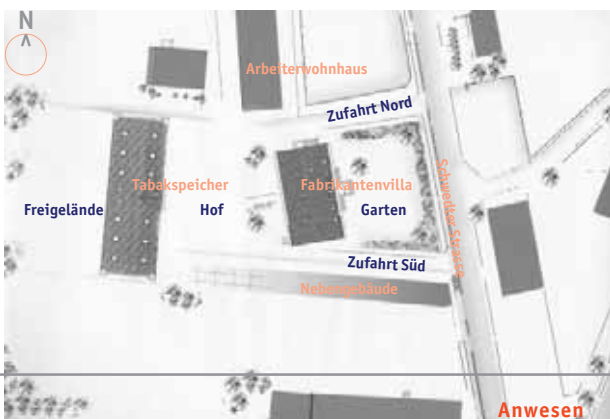 N
Arbeiterwohnhaus
Zufahrt Nord
Schwedter Strasse
Tabakspeicher
Fabrikantenvilla
Freigelände
Hof
Garten
Zufahrt Süd
Nebengebäude
Anwesen